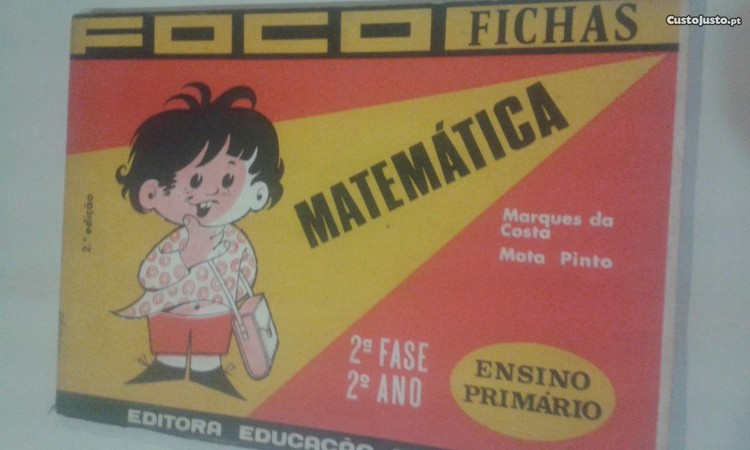 FOCO FICHAS
CustoJusto.pt
MATEMÁTICA
2.ª edição
Marques da
Costa
Mota Pinto
2ª FASE
2º ANO
ENSINO
PRIMÁRIO
EDITORA EDUCAÇÃO